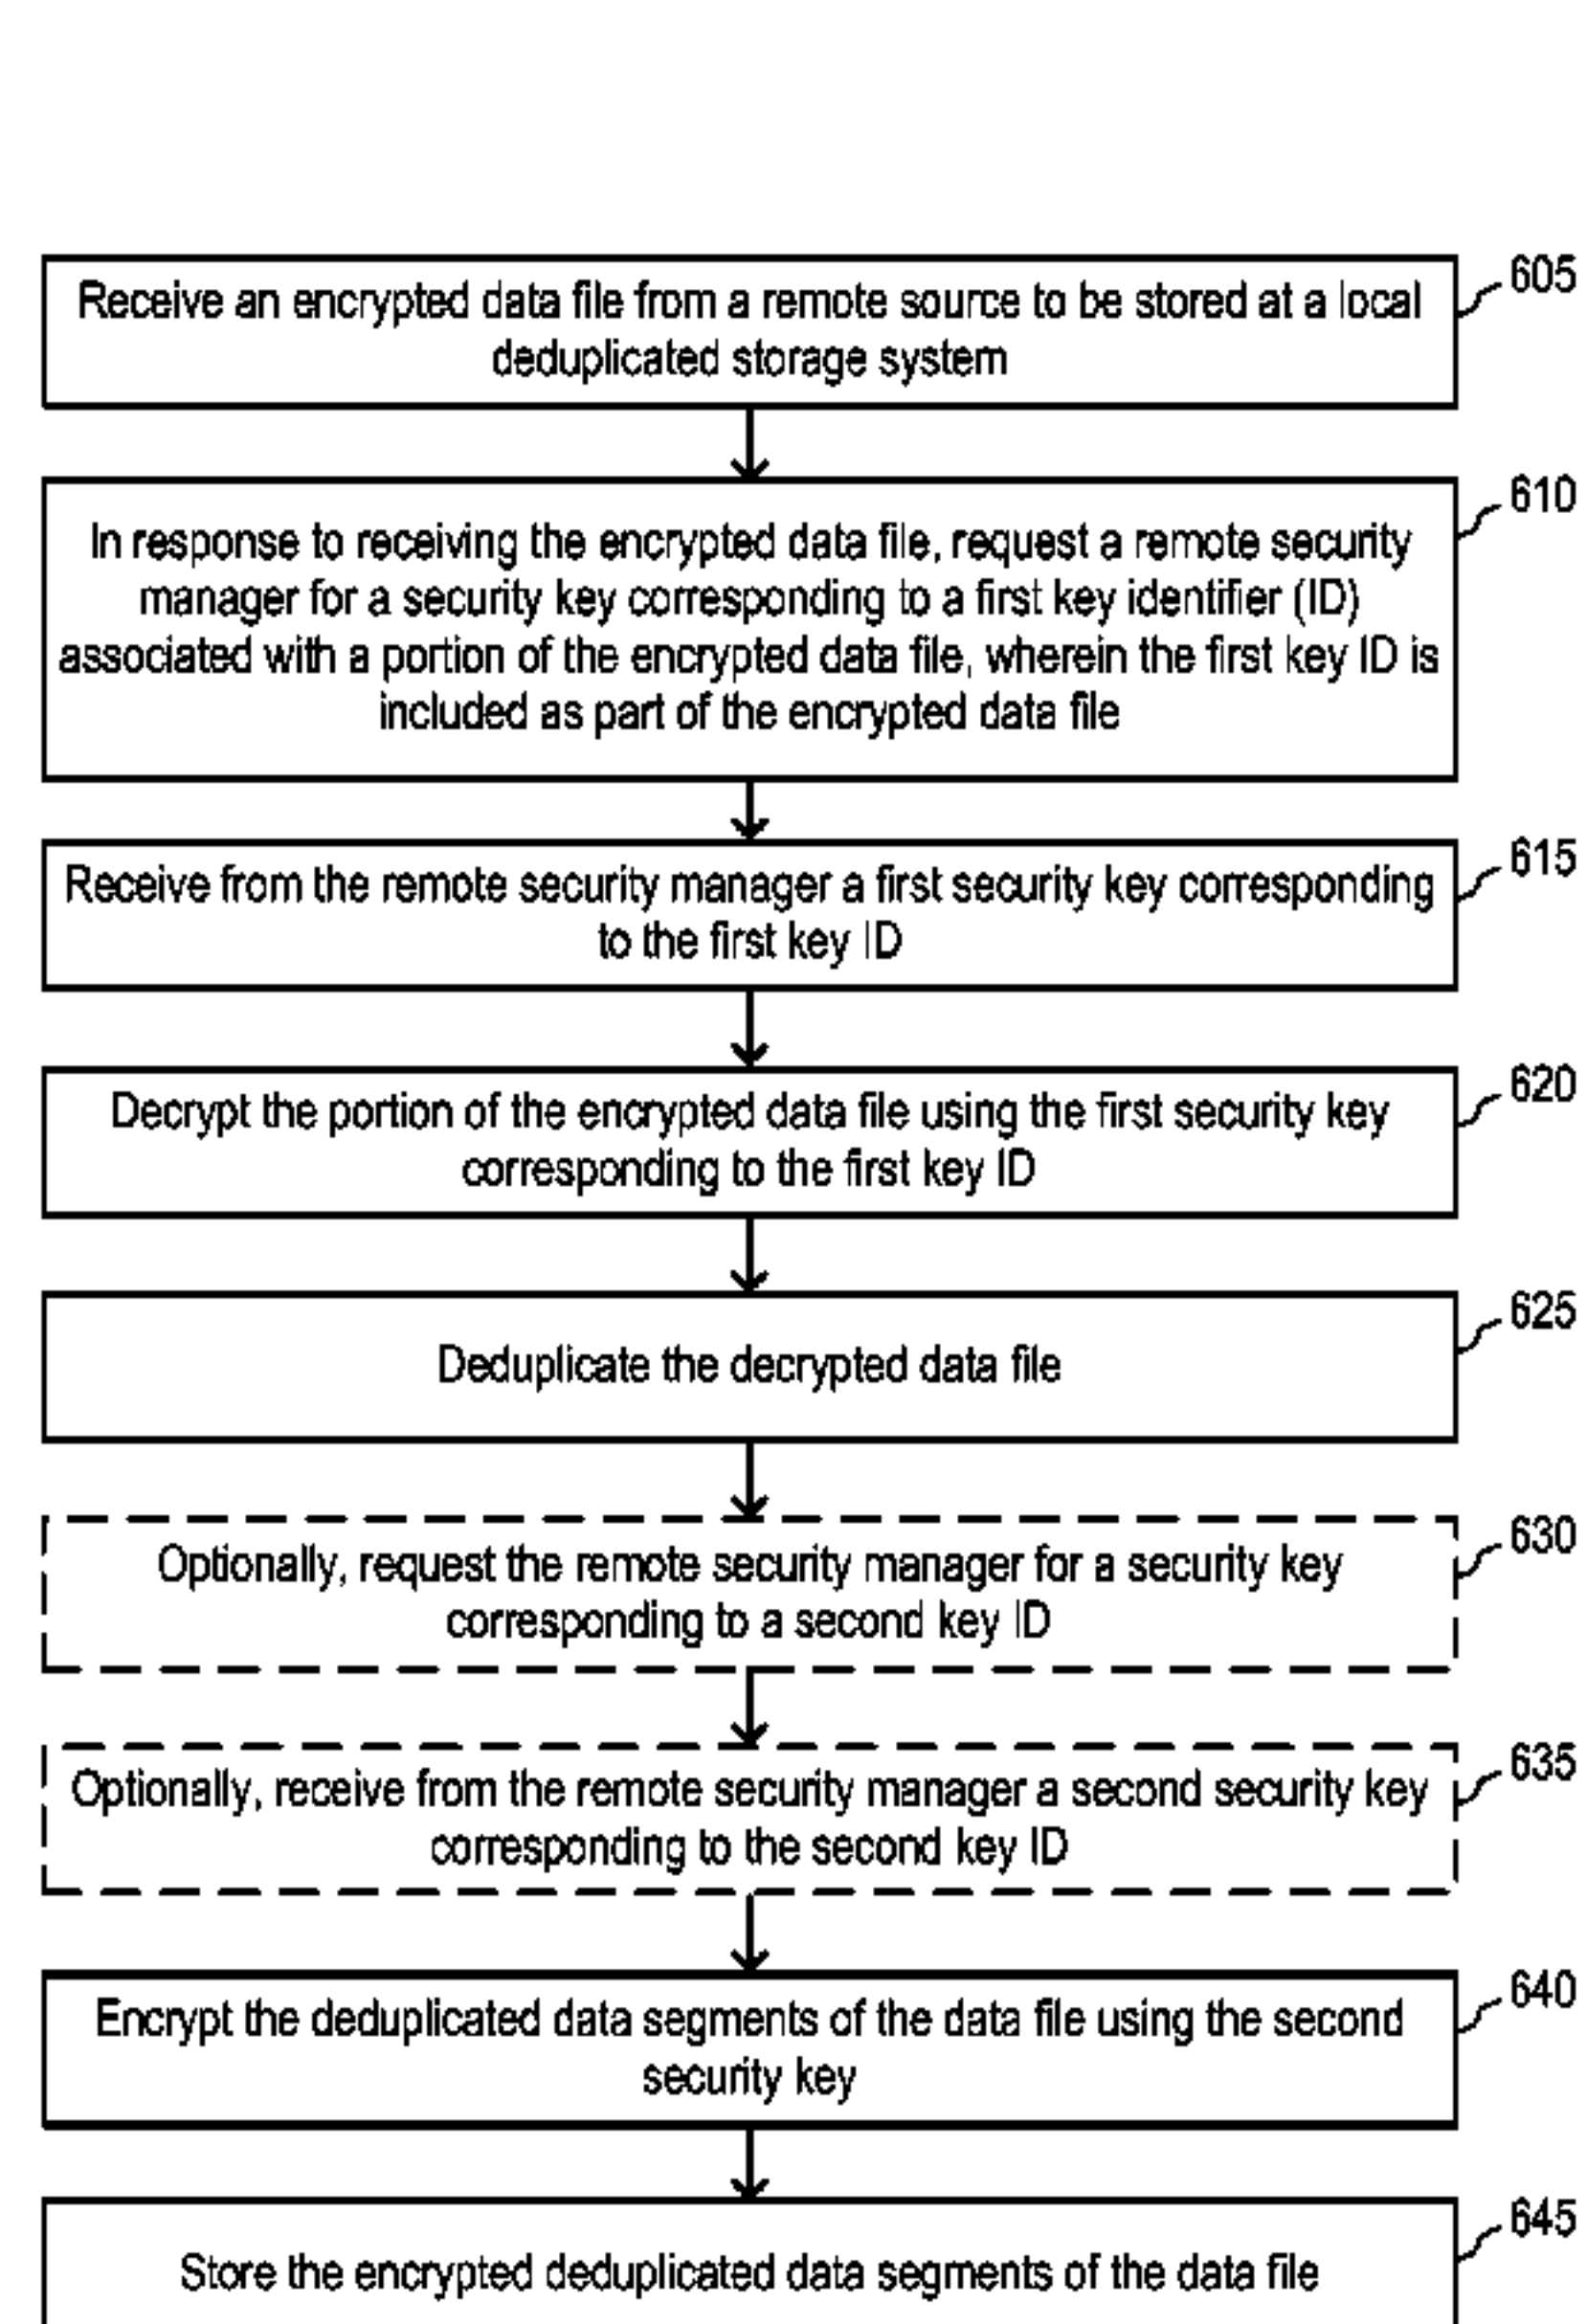 605
Receive an encrypted data file from a remote source to be stored at a local
deduplicated storage system
610
In response to receiving the encrypted data file, request a remote security
manager for a security key corresponding to a first key identifier (ID)
associated with a portion of the encrypted data file, wherein the first key ID is
included as part of the encrypted data file
615
Receive from the remote security manager a first security key corresponding
to the first key ID
620
Decrypt the portion of the encrypted data file using the first security key
corresponding to the first key ID
625
Deduplicate the decrypted data file
630
Optionally, request the remote security manager for a security key
corresponding to a second key ID
635
Optionally, receive from the remote security manager a second security key
corresponding to the second key ID
640
Encrypt the deduplicated data segments of the data file using the second
security key
645
Store the encrypted deduplicated data segments of the data file